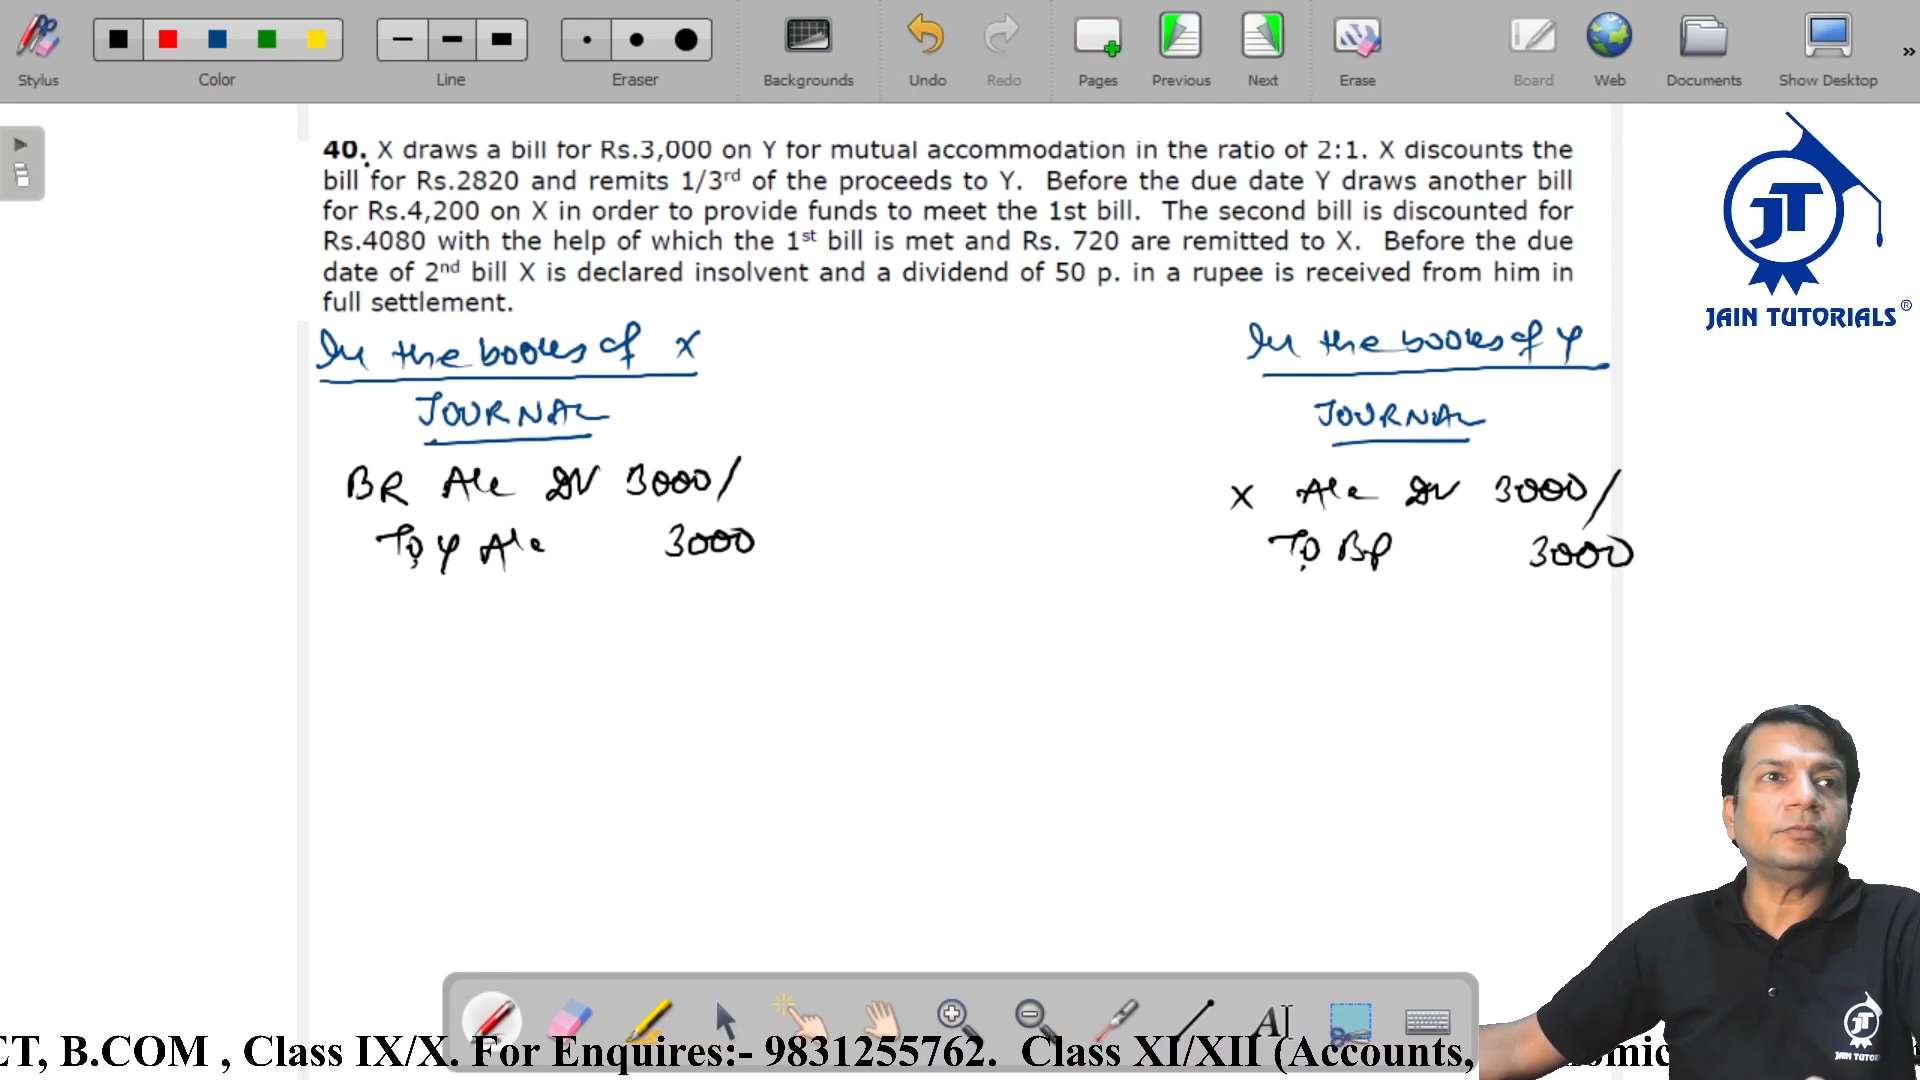 Stylus Color Line Eraser Backgrounds Undo Redo Pages Previous Next Erase Board Web Documents Show Desktop »
40. X draws a bill for Rs.3,000 on Y for mutual accommodation in the ratio of 2:1. X discounts the
bill for Rs.2820 and remits 1/3rd of the proceeds to Y. Before the due date Y draws another bill
for Rs.4,200 on X in order to provide funds to meet the 1st bill. The second bill is discounted for
Rs.4080 with the help of which the 1st bill is met and Rs. 720 are remitted to X. Before the due
date of 2nd bill X is declared insolvent and a dividend of 50 p. in a rupee is received from him in
full settlement.
JT
JAIN TUTORIALS®
In the books of X
JOURNAL
BR A/c Dr 3000/
To Y A/c 3000
In the books of Y
JOURNAL
X A/c Dr 3000/
To BP 3000
AI
JT
JAIN TUTO
ET, B.COM , Class IX/X. For Enquires:- 9831255762. Class XI/XII (Accounts,